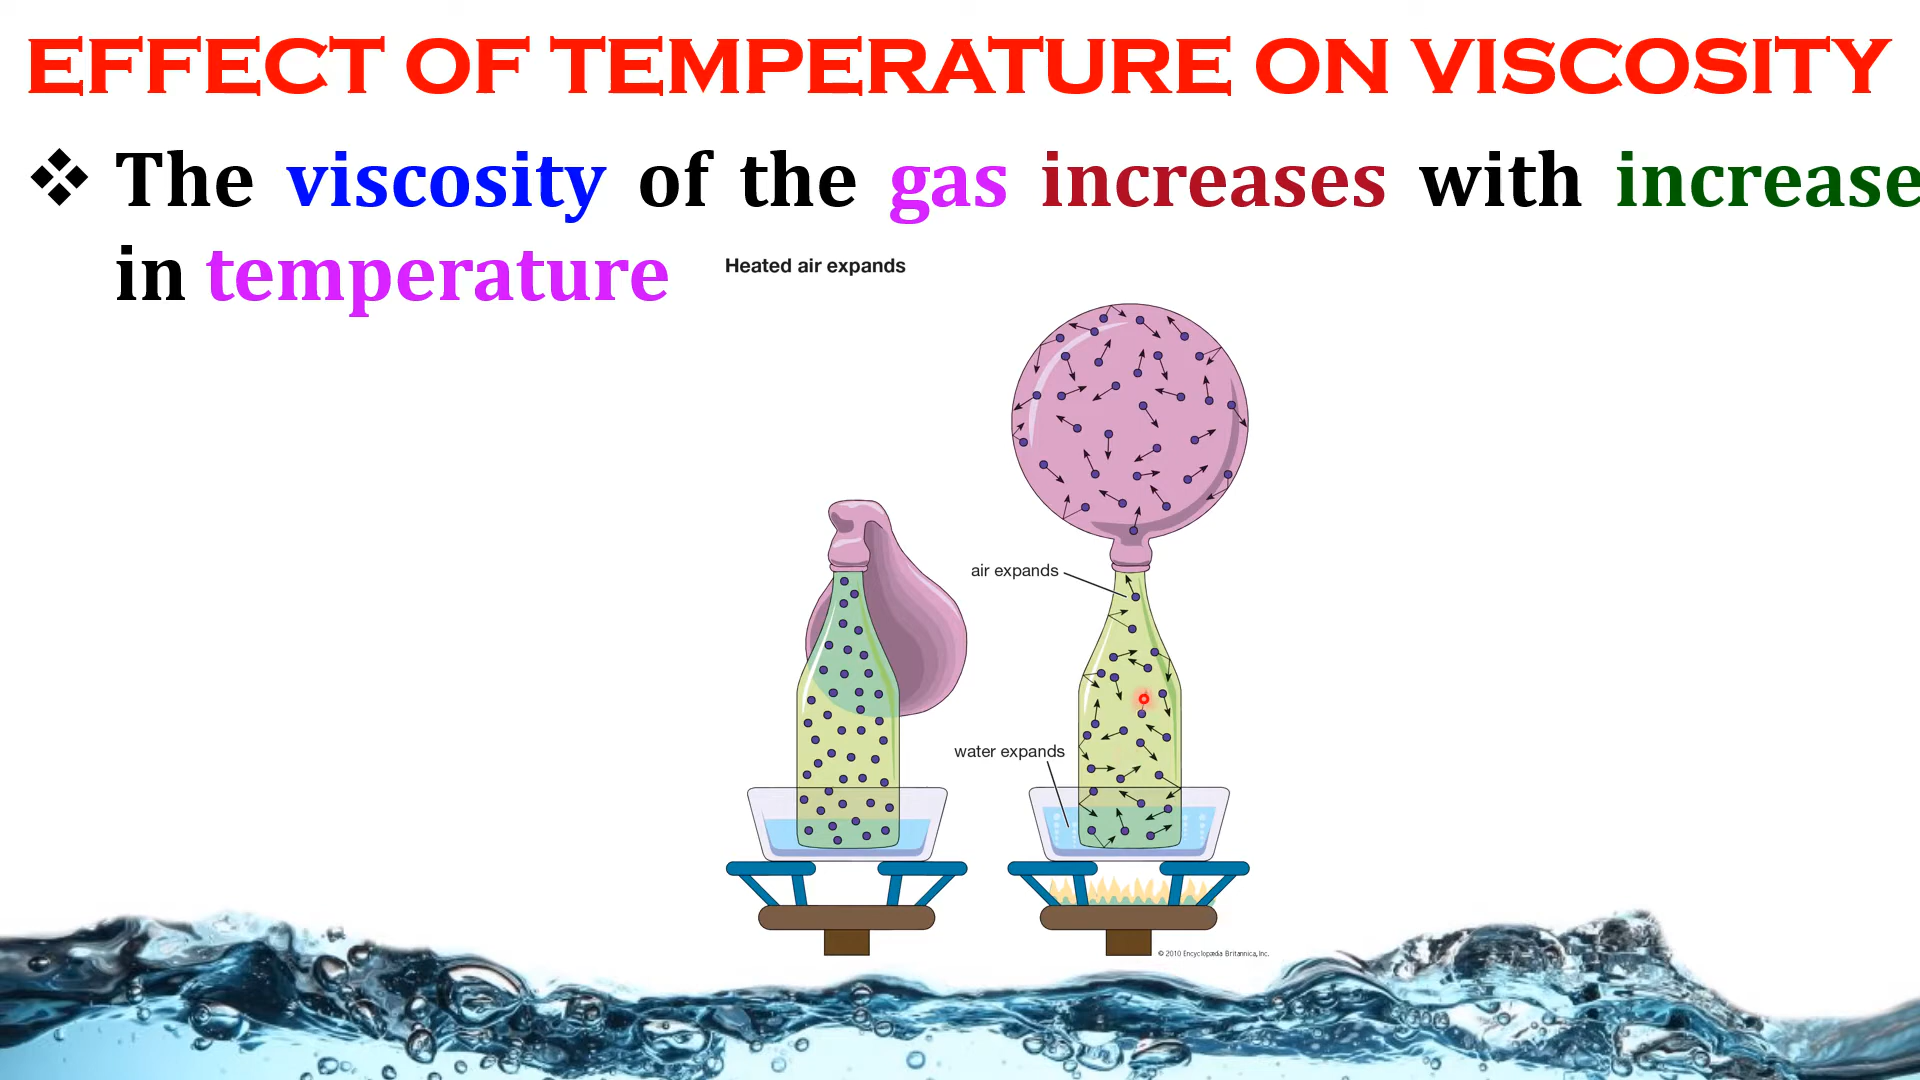 EFFECT OF TEMPERATURE ON VISCOSITY
❖ The viscosity of the gas increases with increase
in temperature
Heated air expands
air expands
water expands
© 2010 Encyclopædia Britannica, Inc.